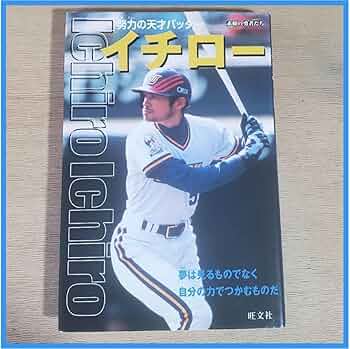 努力の天才バッター
イチロー
Ichiro Ichiro
夢は見るものでなく
自分の力でつかむものだ
旺文社